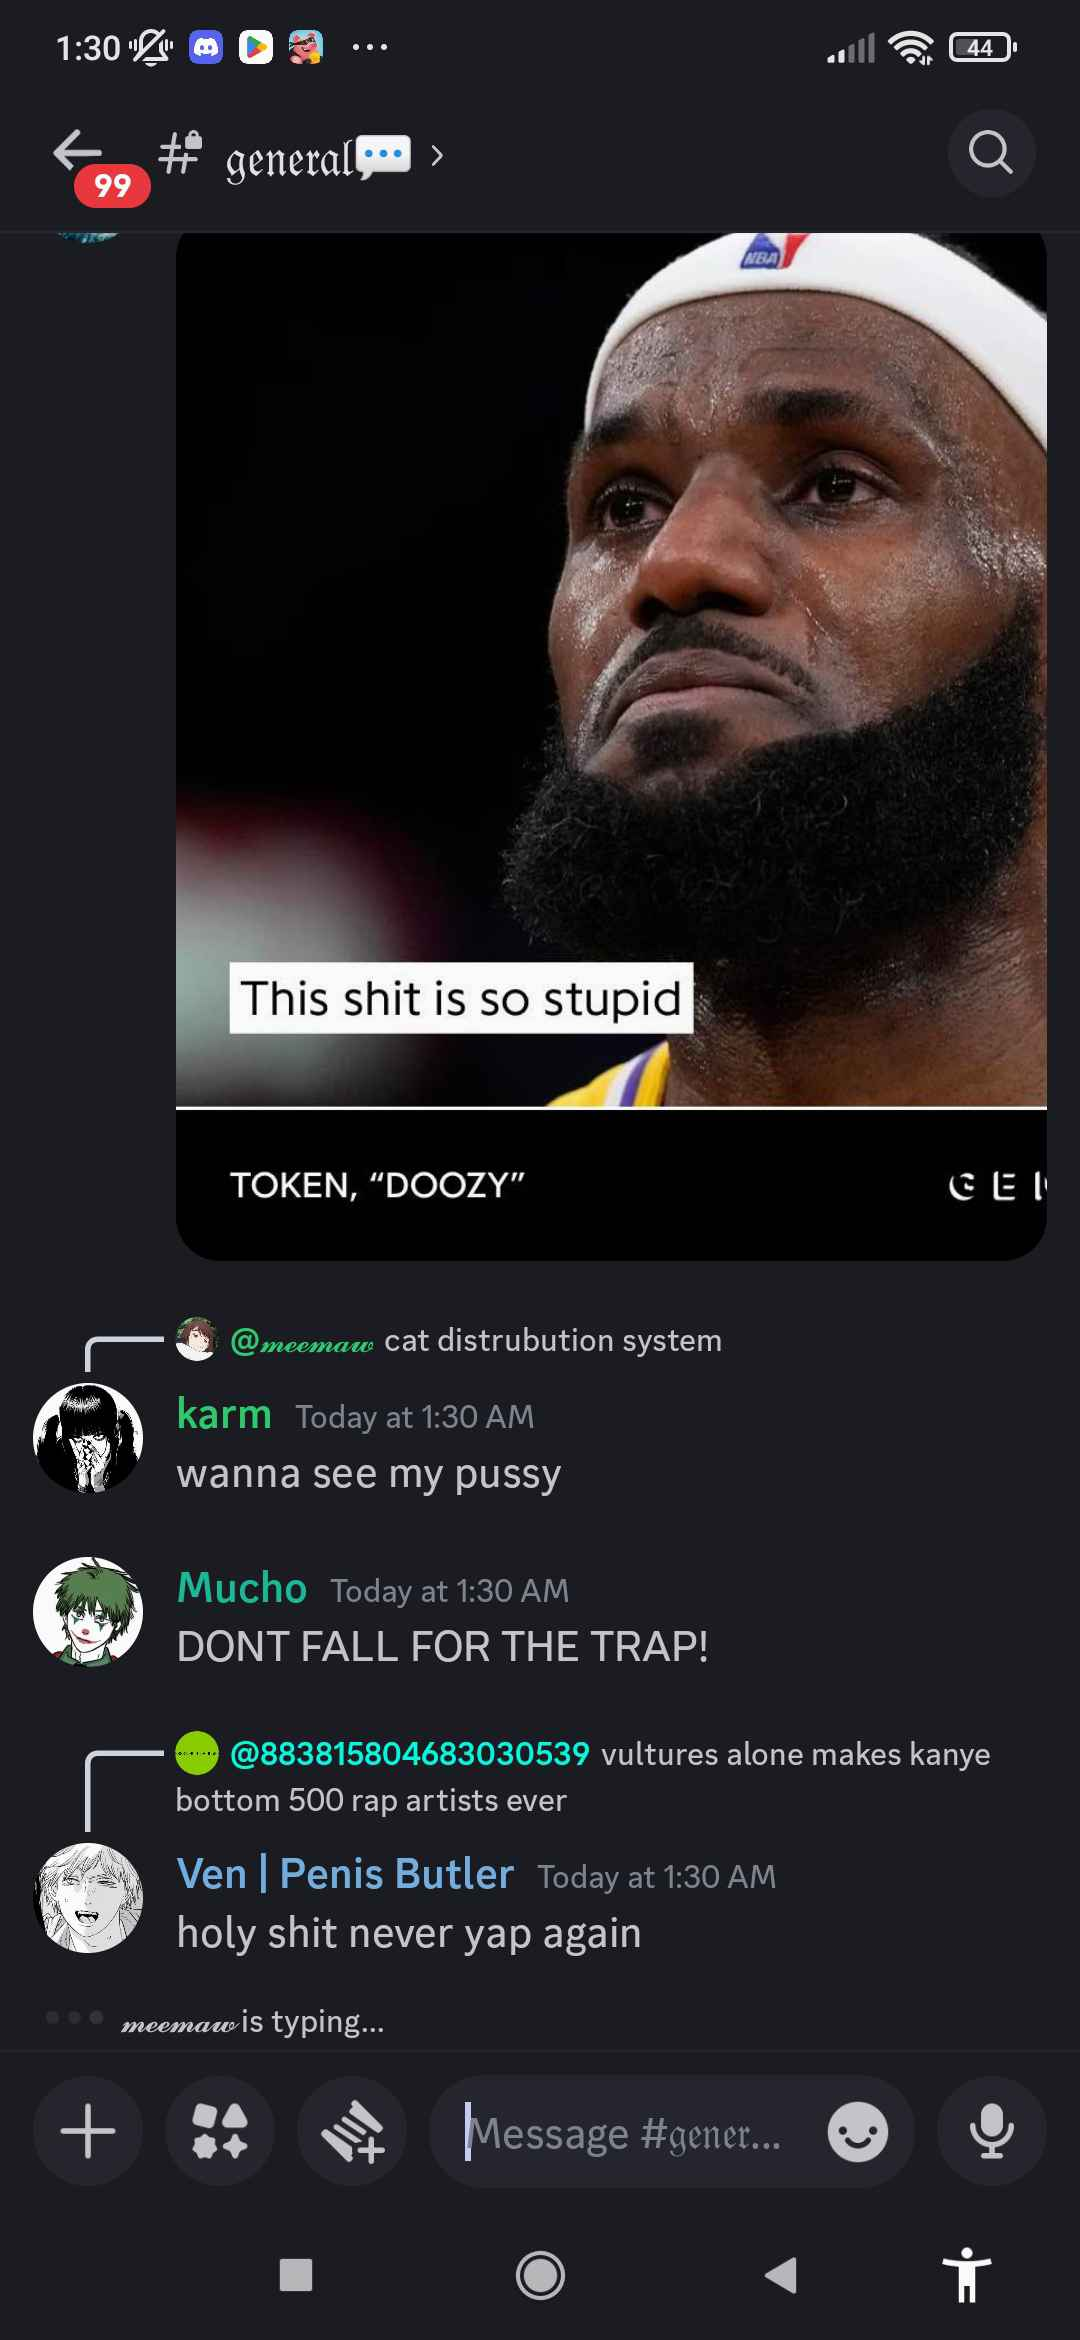 1:30
44
99
general
NBA
This shit is so stupid
TOKEN, “DOOZY”
@meemaw cat distrubution system
karm Today at 1:30 AM
wanna see my pussy
Mucho Today at 1:30 AM
DONT FALL FOR THE TRAP!
@883815804683030539 vultures alone makes kanye
bottom 500 rap artists ever
Ven | Penis Butler Today at 1:30 AM
holy shit never yap again
meemaw is typing...
Message #gener...